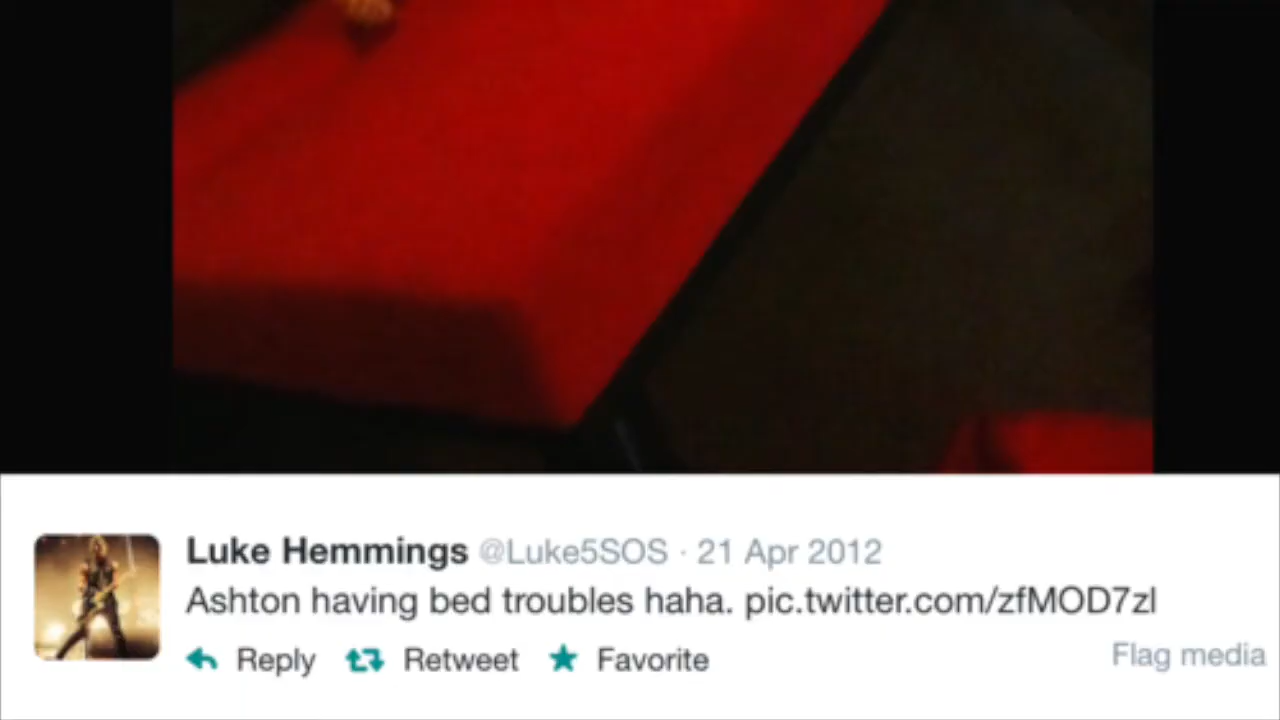 Luke Hemmings @Luke5SOS · 21 Apr 2012
Ashton having bed troubles haha. pic.twitter.com/zfMOD7zl
Reply Retweet Favorite Flag media